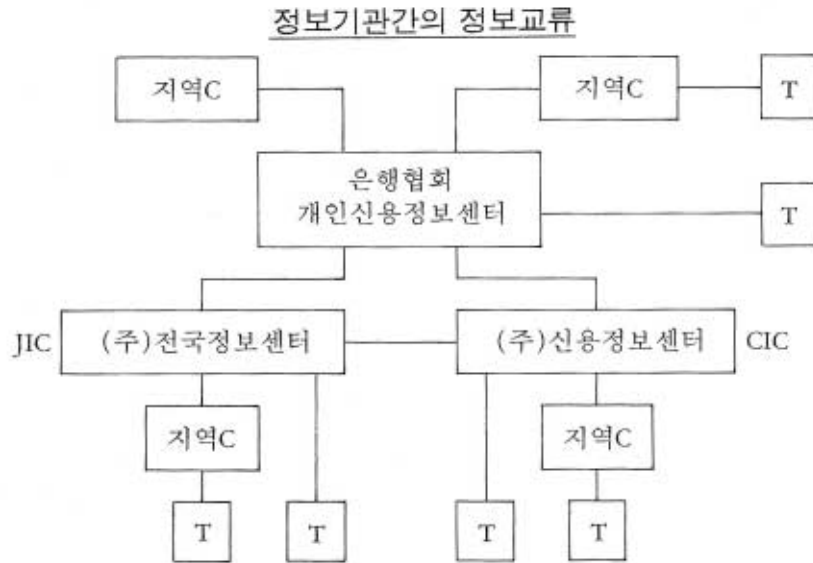 정보기관간의 정보교류
지역C
지역C
T
은행협회
개인신용정보센터
T
JIC
(주)전국정보센터
(주)신용정보센터
CIC
지역C
지역C
T
T
T
T